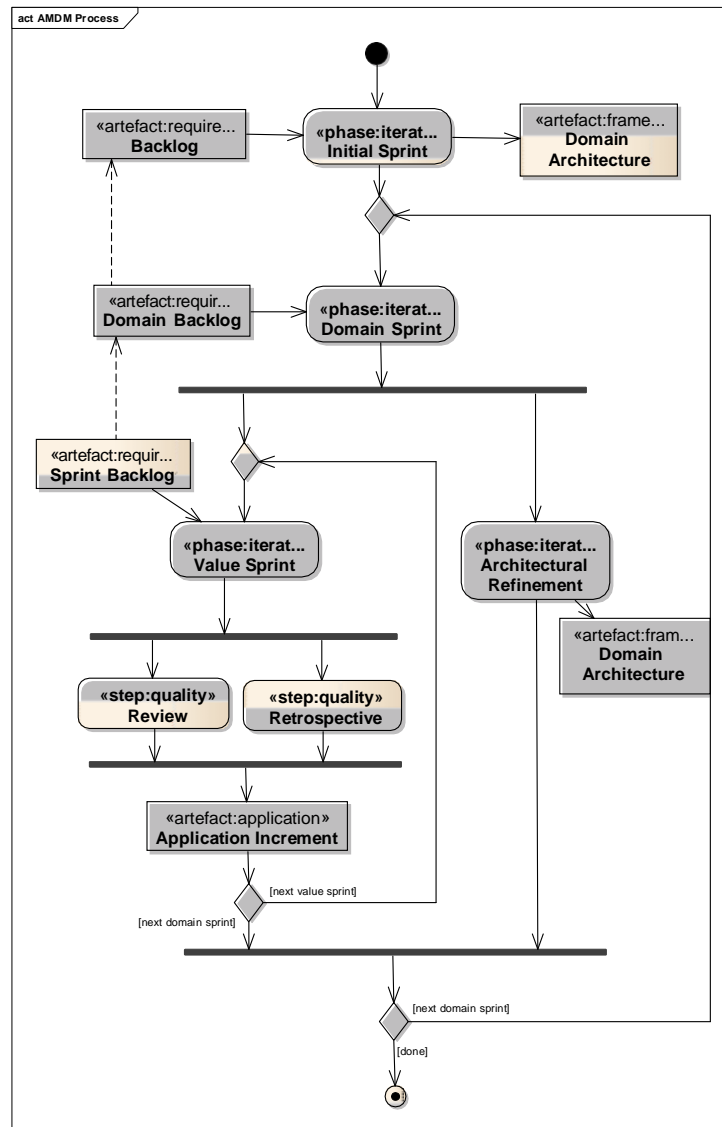 act AMDM Process
«artefact:require...
Backlog
«phase:iterat...
Initial Sprint
«artefact:frame...
Domain
Architecture
«artefact:requir...
Domain Backlog
«phase:iterat...
Domain Sprint
«artefact:requir...
Sprint Backlog
«phase:iterat...
Value Sprint
«phase:iterat...
Architectural
Refinement
«artefact:fram...
Domain
Architecture
«step:quality»
Review
«step:quality»
Retrospective
«artefact:application»
Application Increment
[next value sprint]
[next domain sprint]
[next domain sprint]
[done]